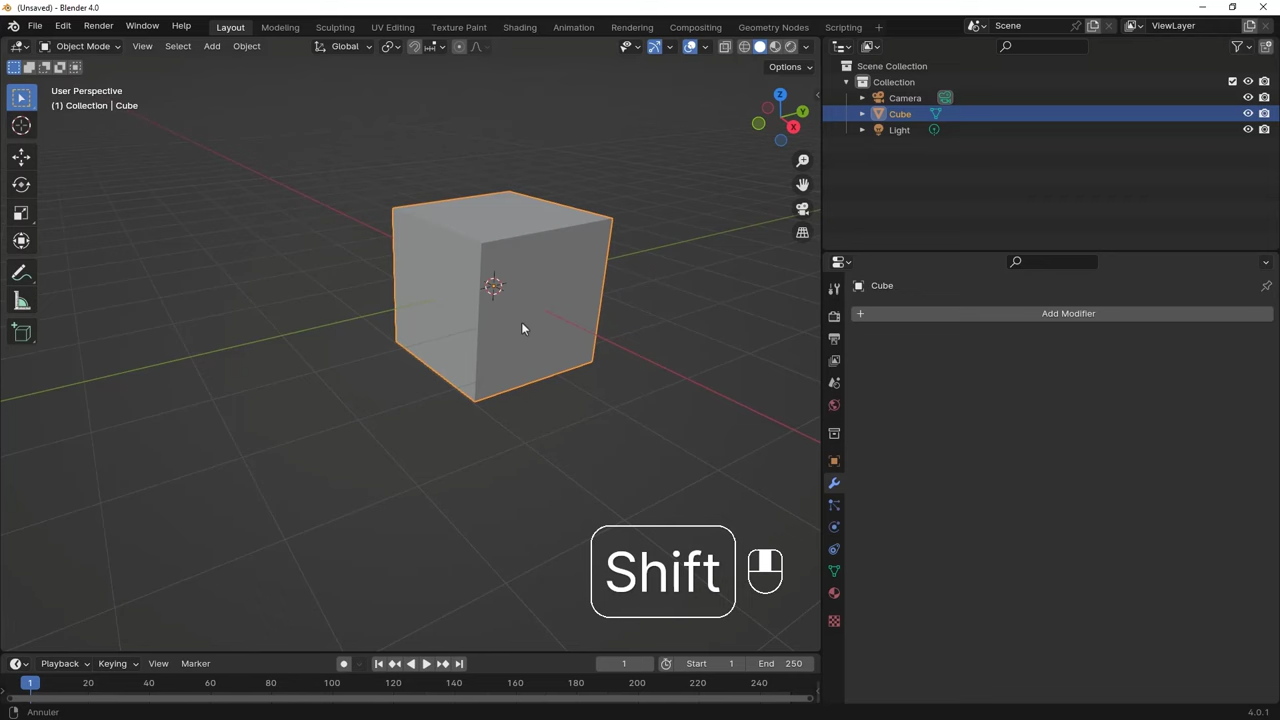 (Unsaved) - Blender 4.0
File Edit Render Window Help Layout Modeling Sculpting UV Editing Texture Paint Shading Animation Rendering Compositing Geometry Nodes Scripting + Scene ViewLayer
Object Mode View Select Add Object Global
Options
User Perspective
(1) Collection | Cube
Z
Y
X
Scene Collection
Collection
Camera
Cube
Light
Cube
+ Add Modifier
Shift
Playback Keying View Marker 1 Start 1 End 250
1 20 40 60 80 100 120 140 160 180 200 220 240
Annuler 4.0.1